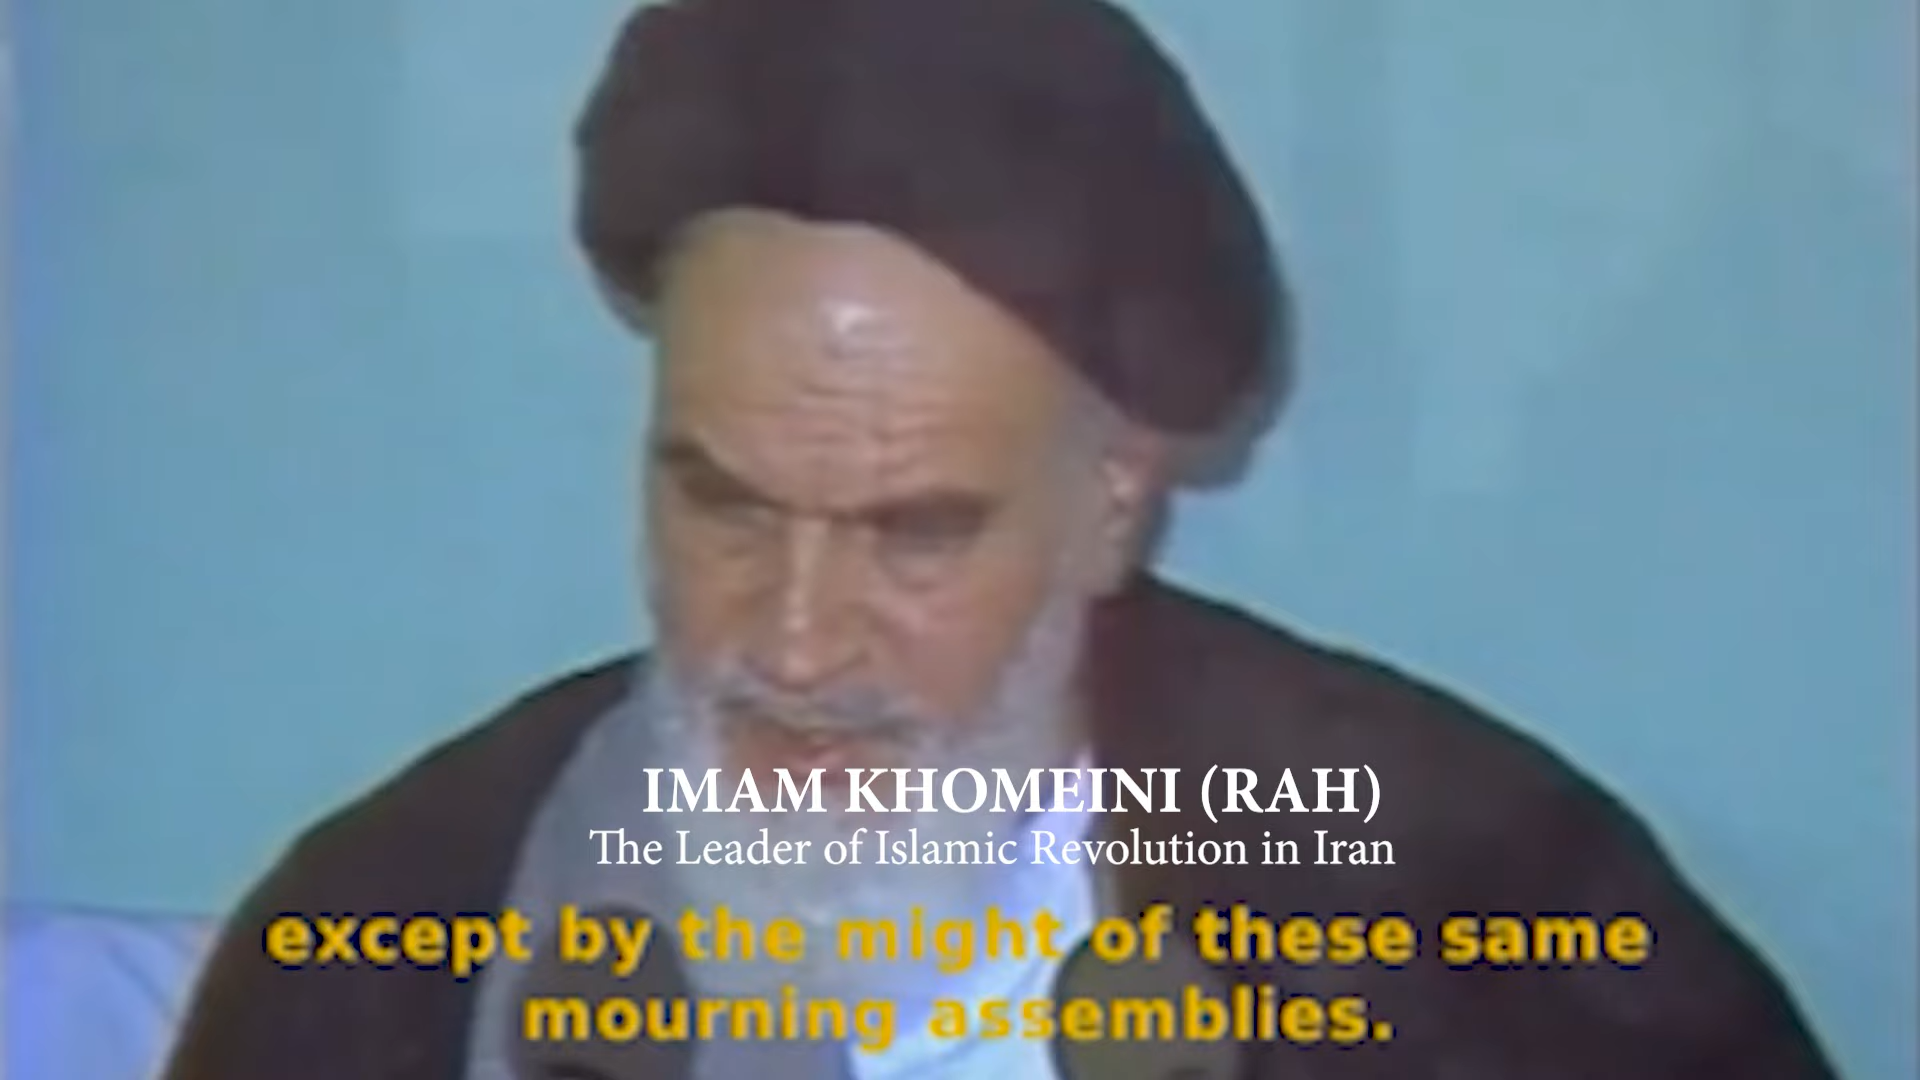 IMAM KHOMEINI (RAH)
The Leader of Islamic Revolution in Iran
except by the might of these same
mourning assemblies.